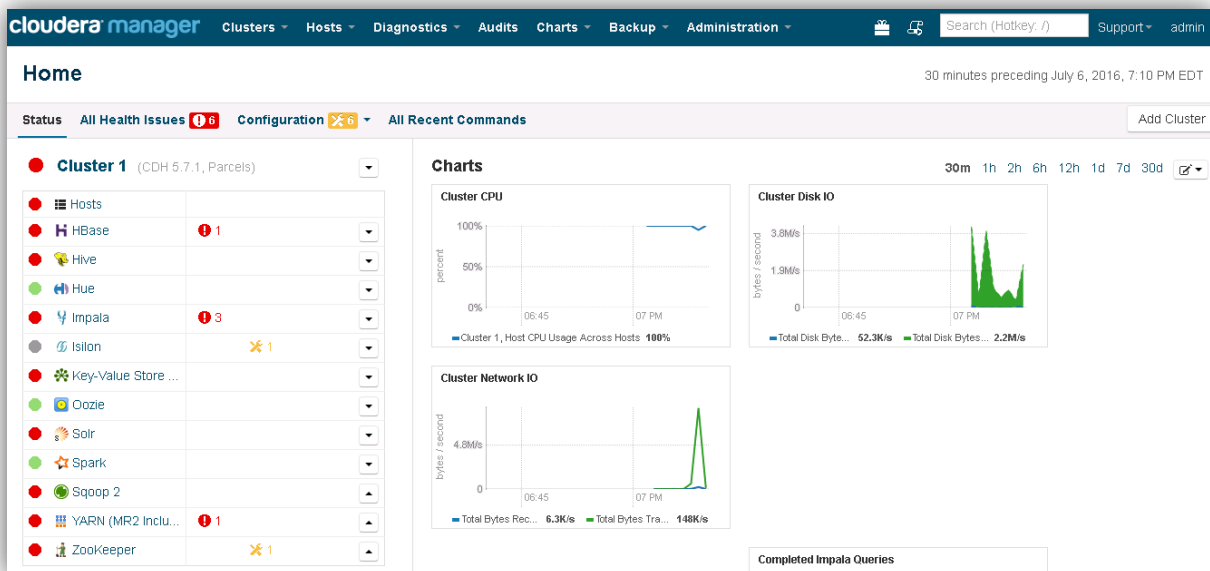 cloudera manager Clusters Hosts Diagnostics Audits Charts Backup Administration Search (Hotkey: /) Support admin
Home
30 minutes preceding July 6, 2016, 7:10 PM EDT
Status All Health Issues 6 Configuration 6 All Recent Commands Add Cluster
Cluster 1 (CDH 5.7.1, Parcels)
Hosts
HBase 1
Hive
Hue
Impala 3
Isilon 1
Key-Value Store ...
Oozie
Solr
Spark
Sqoop 2
YARN (MR2 Inclu... 1
ZooKeeper 1
Charts
30m 1h 2h 6h 12h 1d 7d 30d
Cluster CPU
percent
100%
50%
0%
06:45 07 PM
Cluster 1, Host CPU Usage Across Hosts 100%
Cluster Disk IO
bytes / second
3.8M/s
1.9M/s
0
06:45 07 PM
Total Disk Byte... 52.3K/s Total Disk Bytes... 2.2M/s
Cluster Network IO
bytes / second
4.8M/s
0
06:45 07 PM
Total Bytes Rec... 6.3K/s Total Bytes Tra... 148K/s
Completed Impala Queries